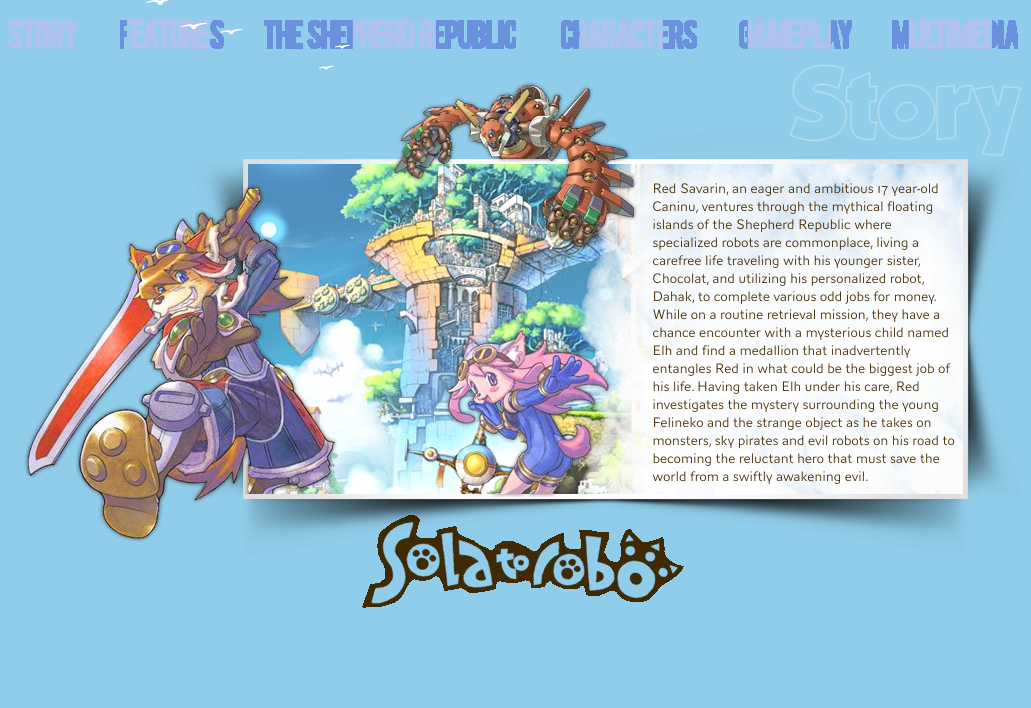 STORY FEATURES THE SHEPHERD REPUBLIC CHARACTERS GAMEPLAY MULTIMEDIA
Story
Red Savarin, an eager and ambitious 17 year-old
Caninu, ventures through the mythical floating
islands of the Shepherd Republic where
specialized robots are commonplace, living a
carefree life traveling with his younger sister,
Chocolat, and utilizing his personalized robot,
Dahak, to complete various odd jobs for money.
While on a routine retrieval mission, they have a
chance encounter with a mysterious child named
Elh and find a medallion that inadvertently
entangles Red in what could be the biggest job of
his life. Having taken Elh under his care, Red
investigates the mystery surrounding the young
Felineko and the strange object as he takes on
monsters, sky pirates and evil robots on his road to
becoming the reluctant hero that must save the
world from a swiftly awakening evil.
Solatorobo